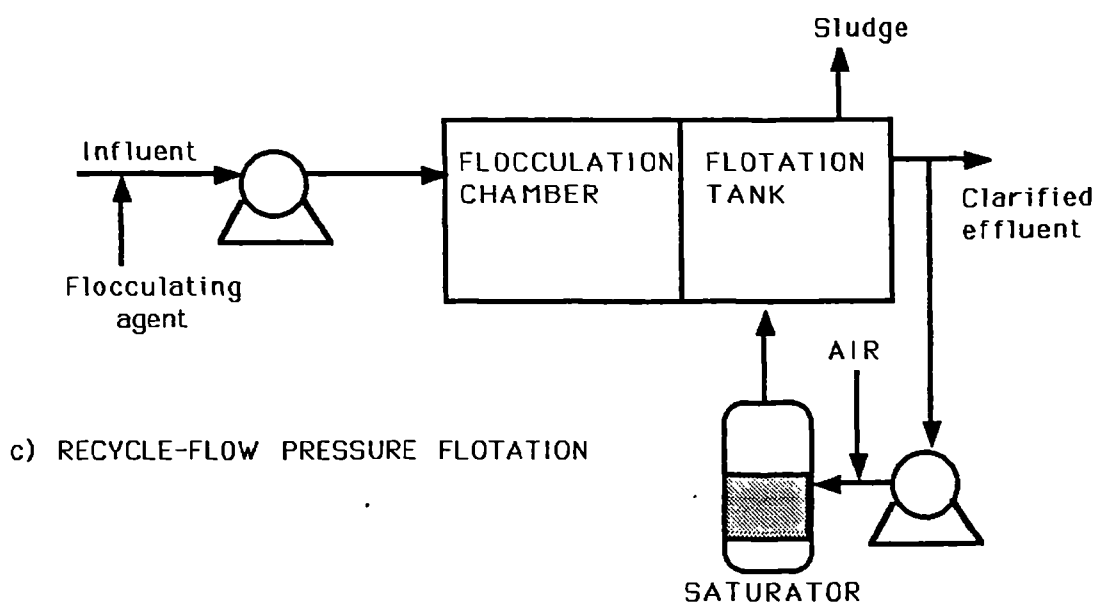 Sludge
Influent
FLOCCULATION
CHAMBER
FLOTATION
TANK
Clarified
effluent
Flocculating
agent
AIR
c) RECYCLE-FLOW PRESSURE FLOTATION
SATURATOR